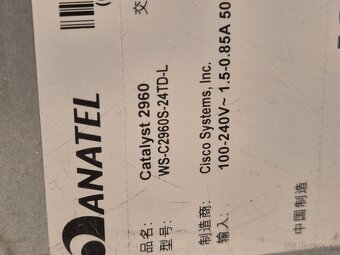 ANATEL
交
品名: Catalyst 2960
型号: WS-C2960S-24TD-L
制造商: Cisco Systems, Inc.
输入: 100-240V~ 1.5-0.85A 50
中国制造